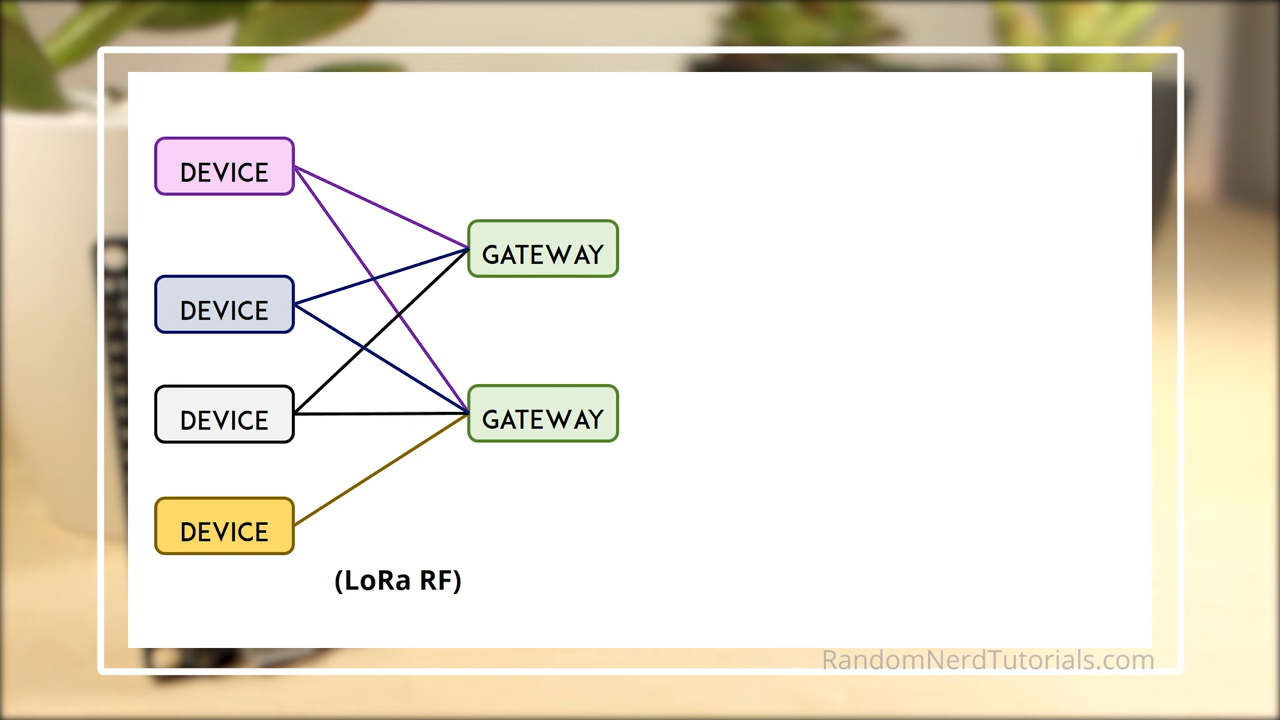 DEVICE
GATEWAY
DEVICE
DEVICE
GATEWAY
DEVICE
(LoRa RF)
RandomNerdTutorials.com